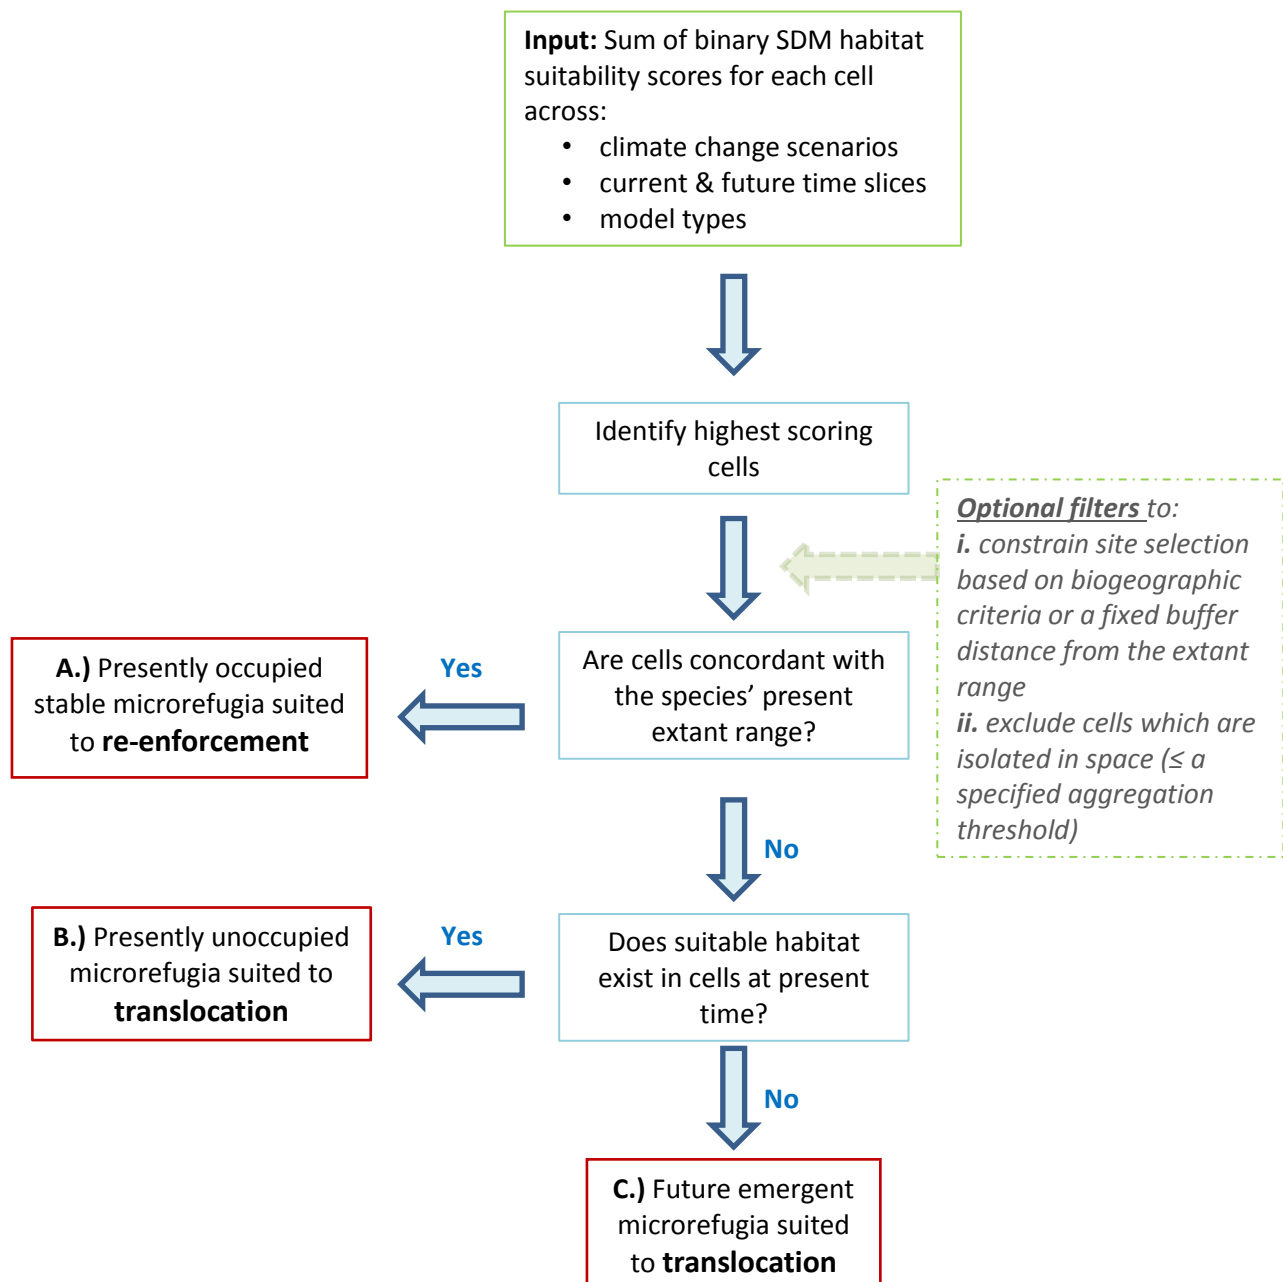 Input: Sum of binary SDM habitat
suitability scores for each cell
across:
• climate change scenarios
• current & future time slices
• model types
Identify highest scoring
cells
Optional filters to:
i. constrain site selection
based on biogeographic
criteria or a fixed buffer
distance from the extant
range
ii. exclude cells which are
isolated in space (≤ a
specified aggregation
threshold)
Are cells concordant with
the species’ present
extant range?
Yes
A.) Presently occupied
stable microrefugia suited
to re-enforcement
No
Does suitable habitat
exist in cells at present
time?
Yes
B.) Presently unoccupied
microrefugia suited to
translocation
No
C.) Future emergent
microrefugia suited
to translocation